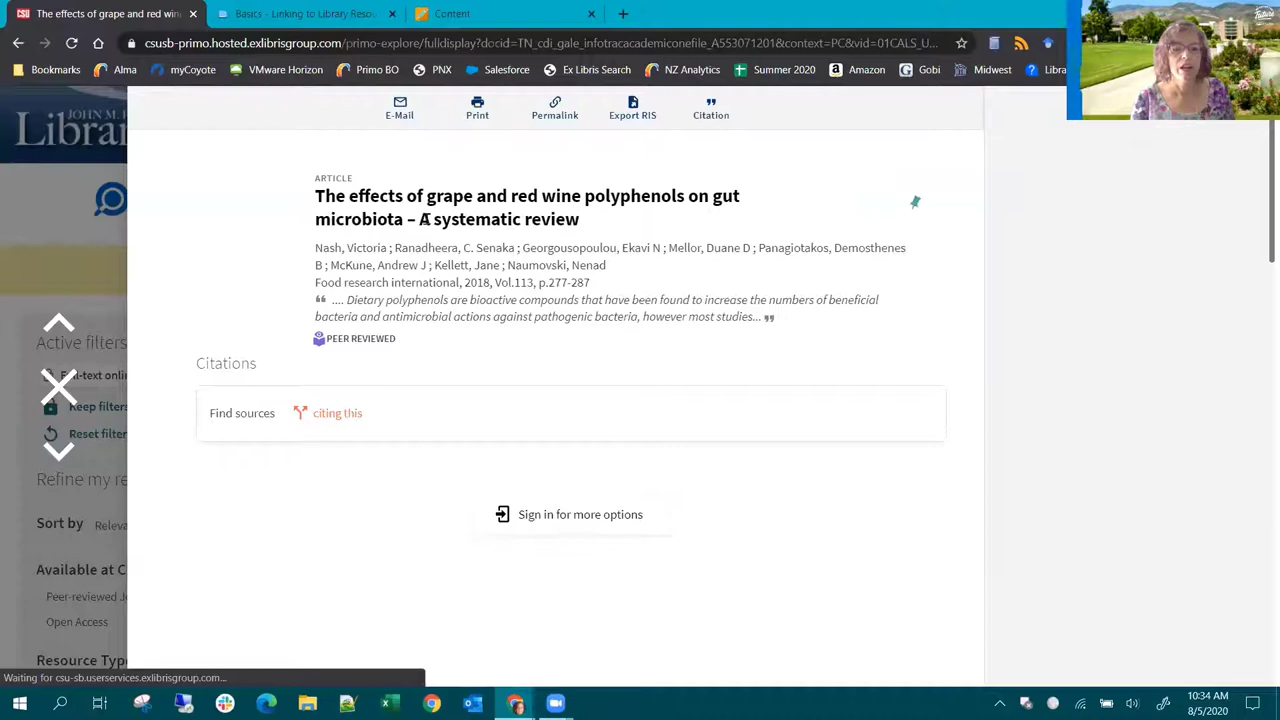 The effects of grape and red wine
Basics - Linking to Library Resou
Content
csusb-primo.hosted.exlibrisgroup.com/primo-explore/fulldisplay?docid=TN_cdi_gale_infotracacademiconefile_A553071201&context=PC&vid=01CALS_U...
Bookmarks
Alma
myCoyote
VMware Horizon
Primo BO
PNX
Salesforce
Ex Libris Search
NZ Analytics
Summer 2020
Amazon
Gobi
Midwest
Libra
JOHN M.
Librar
E-Mail
Print
Permalink
Export RIS
Citation
ARTICLE
The effects of grape and red wine polyphenols on gut
microbiota – A systematic review
Nash, Victoria ; Ranadheera, C. Senaka ; Georgousopoulou, Ekavi N ; Mellor, Duane D ; Panagiotakos, Demosthenes
B ; McKune, Andrew J ; Kellett, Jane ; Naumovski, Nenad
Food research international, 2018, Vol.113, p.277-287
.... Dietary polyphenols are bioactive compounds that have been found to increase the numbers of beneficial
bacteria and antimicrobial actions against pathogenic bacteria, however most studies...
PEER REVIEWED
Citations
Find sources
citing this
Sign in for more options
Active filters
Full-text onlin
Keep filters
Reset filter
Refine my re
Sort by Releva
Available at C
Peer-reviewed J
Open Access
Resource Typ
Waiting for csu-sb.userservices.exlibrisgroup.com...
10:34 AM
8/5/2020